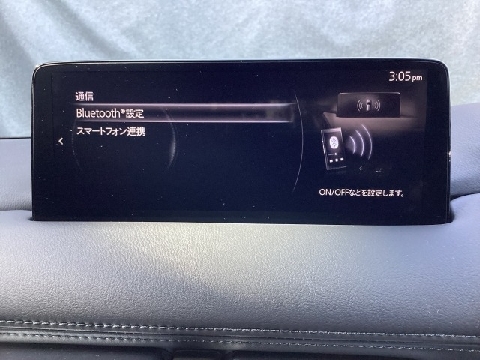 3:05pm
通信
Bluetooth®設定
スマートフォン連携
ON/OFFなどを設定します。